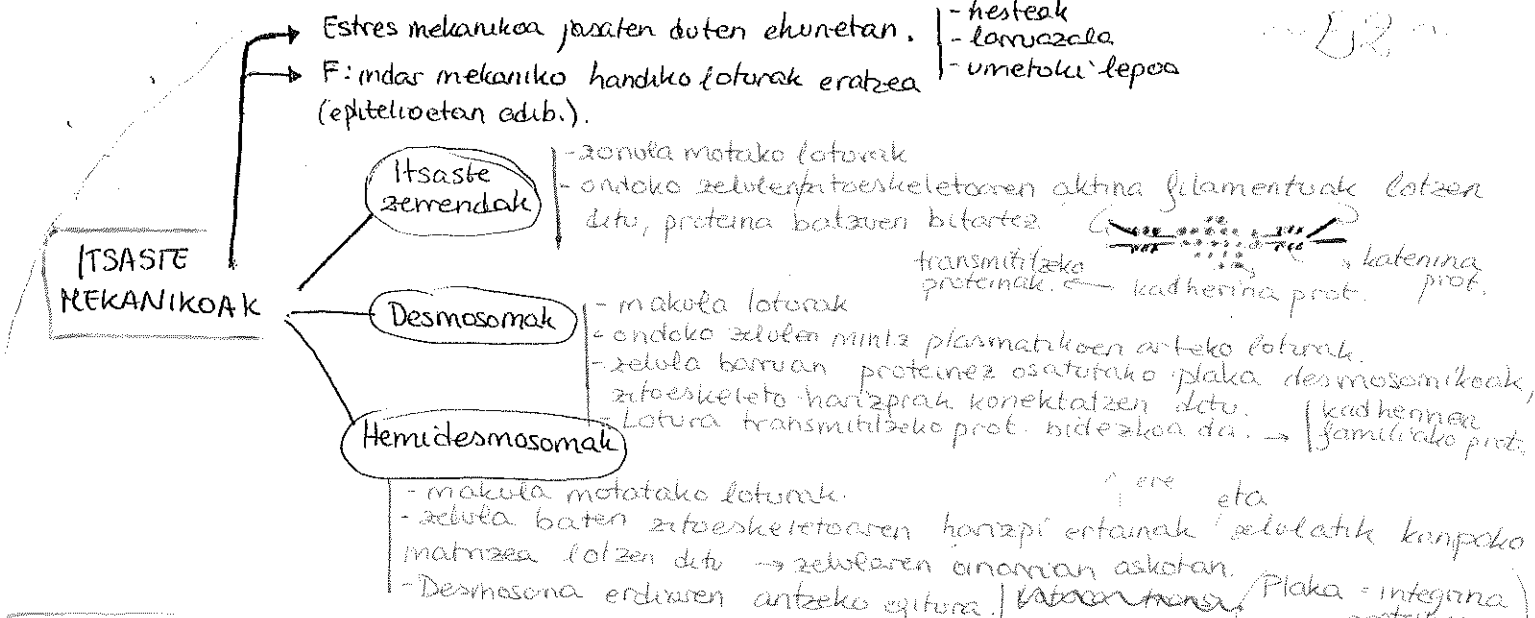 → Estres mekanikoa jasaten duten ehunetan.
- hesteak
- larruazala
- umetoki lepoa
→ F: indar mekaniko handiko loturak eratzea
(epitelioetan adib.).
ITSASTE
MEKANIKOAK
Itsaste
zerrendak
- zonula motako loturak
- ondoko zelulen zitoeskeletoaren aktina filamentuak lotzen
ditu, proteina batzuen bitartez.
katenina
prot.
kadherina prot.
proteinak.
Desmosomak
- makula loturak
- ondoko zelulen mintz plasmatikoen arteko loturak.
- zelula barruan proteinez osaturako plaka desmosomikoak,
zitoeskeleto harizpiak konektatzen ditu.
- Lotura prot. bidezkoa da. →
kadherinen
familiako prot.
Hemidesmosomak
- makula motatako loturak.
ere
eta
- zelula baten zitoeskeletoaren harizpi ertainak zelulatik kanpoko
matrizea lotzen ditu → zelularen oinarrian askotan.
- Desmosoma erdiaren antzeko egitura.
Plaka = integrina